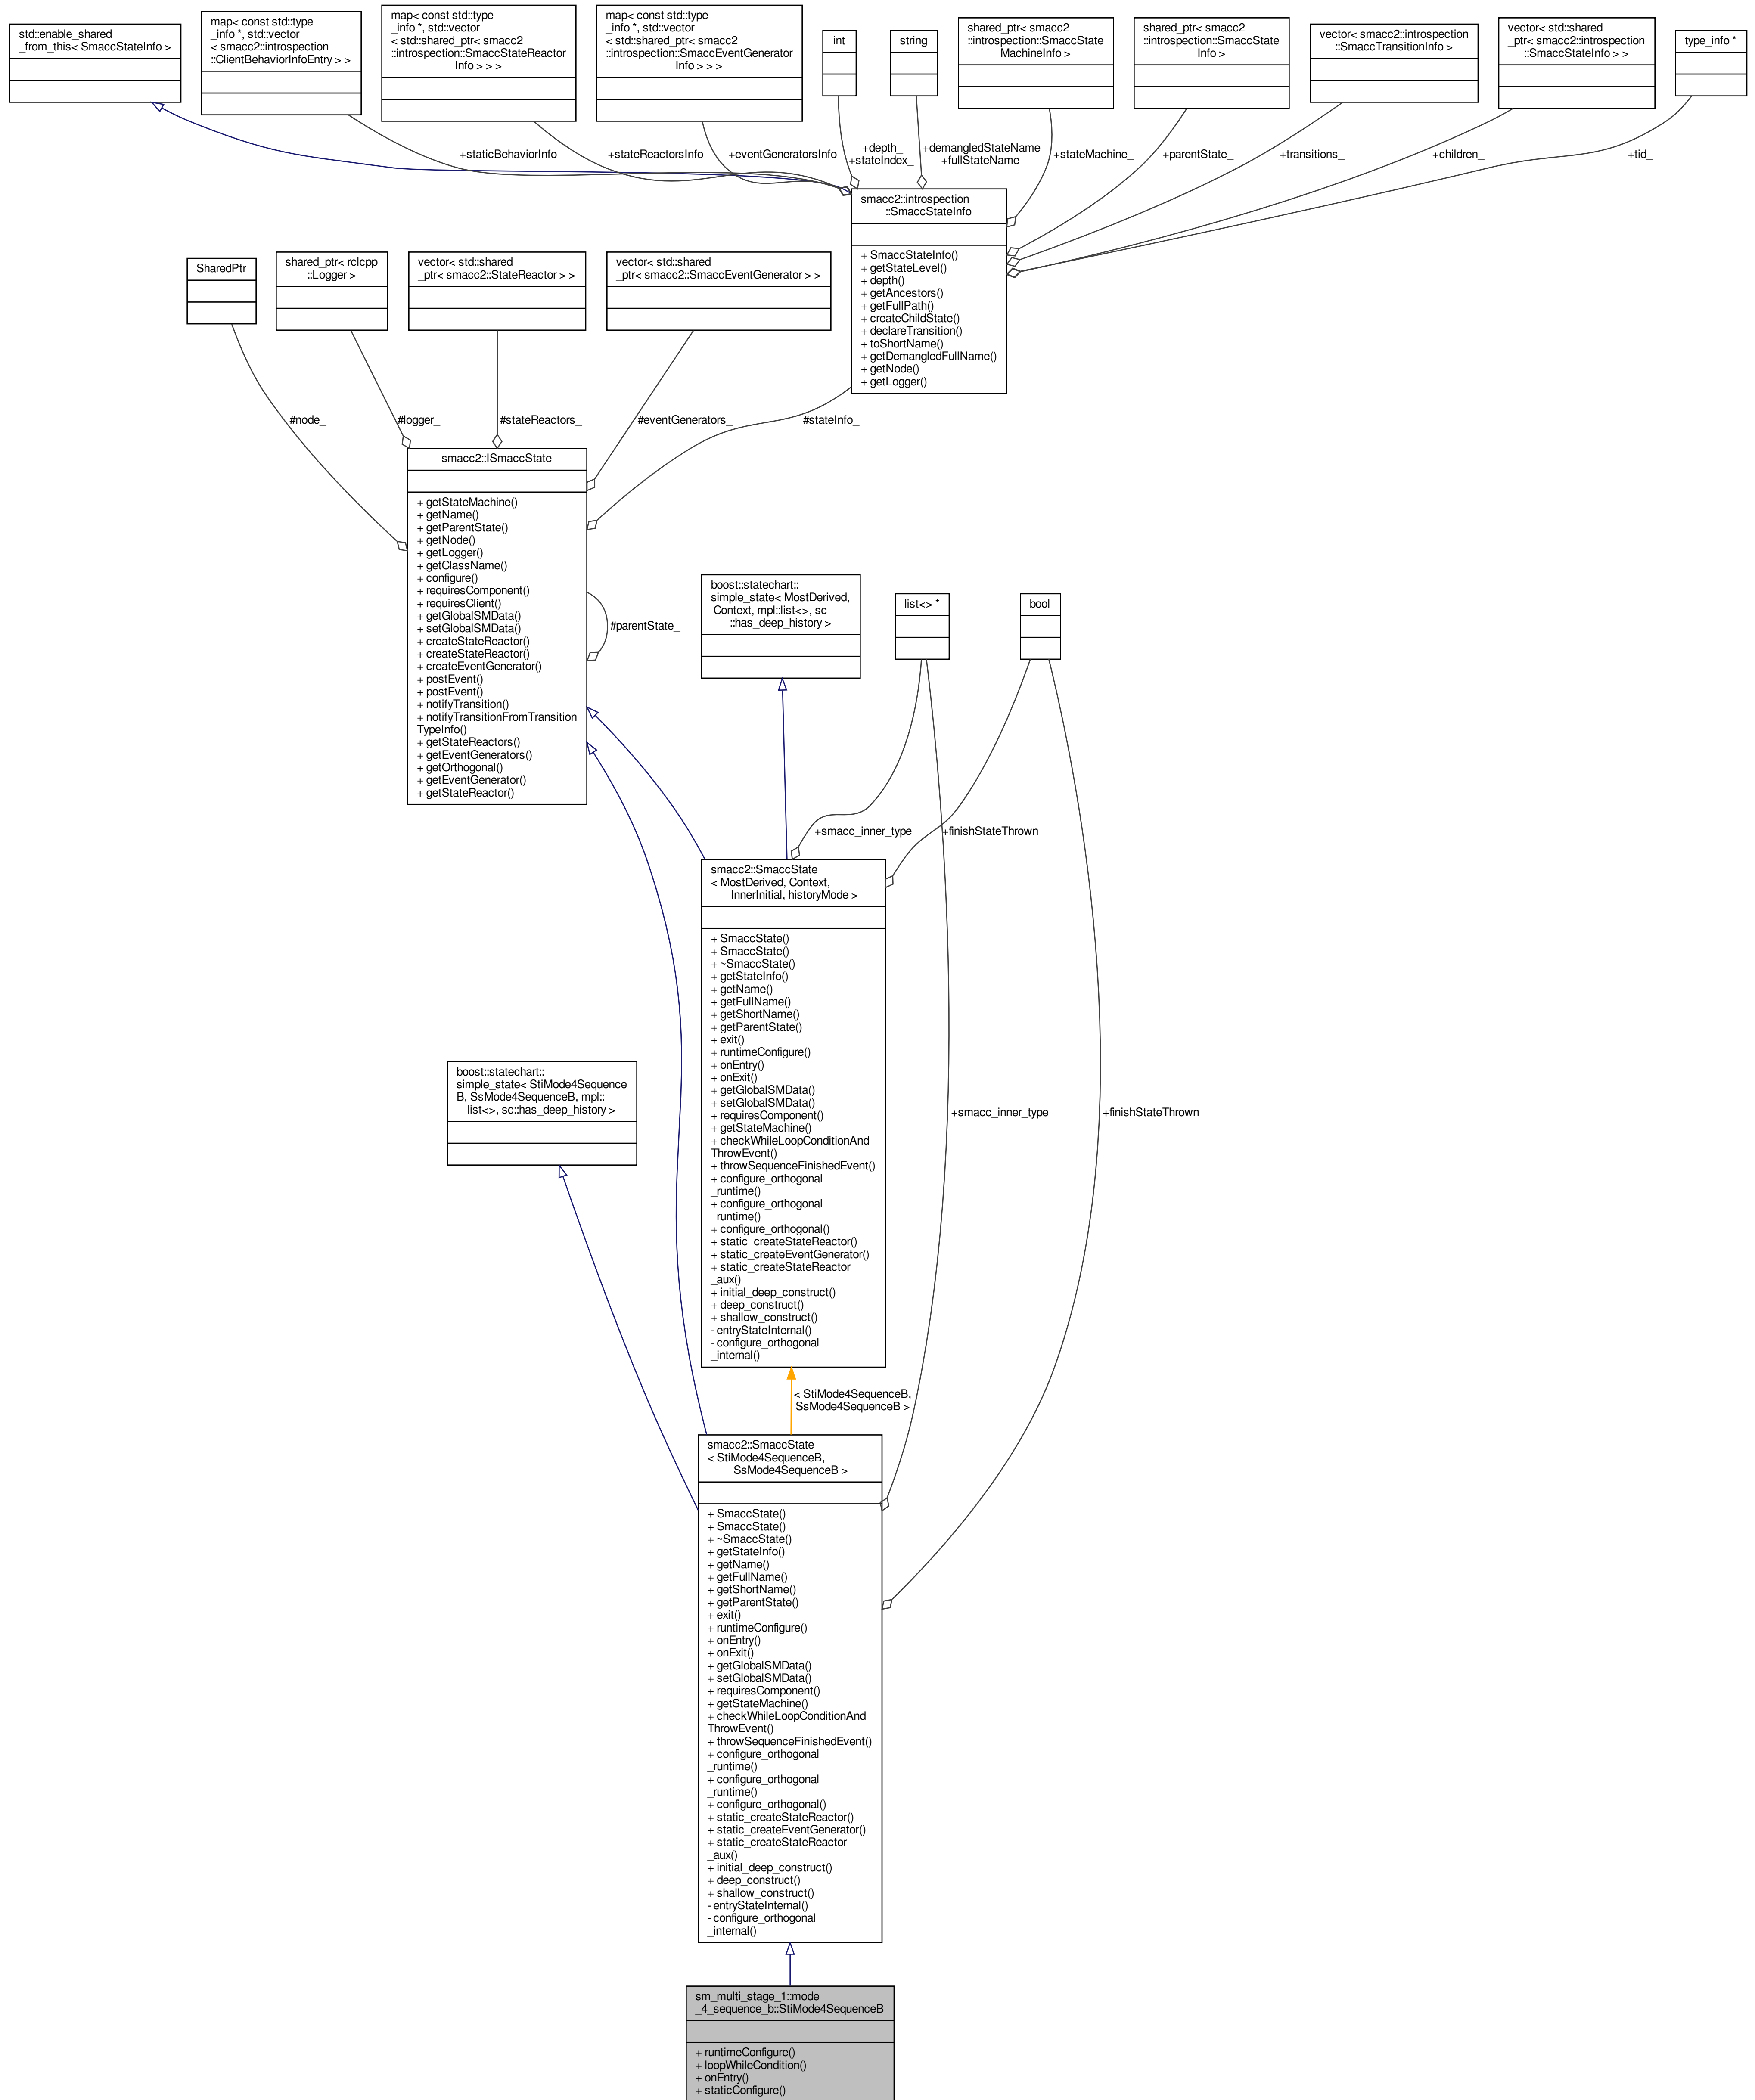 std::enable_shared
_from_this< SmaccStateInfo >
map< const std::type
_info *, std::vector
< smacc2::introspection
::ClientBehaviorInfoEntry > >
map< const std::type
_info *, std::vector
< std::shared_ptr< smacc2
::introspection::SmaccStateReactor
Info > > >
map< const std::type
_info *, std::vector
< std::shared_ptr< smacc2
::introspection::SmaccEventGenerator
Info > > >
int
string
shared_ptr< smacc2
::introspection::SmaccState
MachineInfo >
shared_ptr< smacc2
::introspection::SmaccState
Info >
vector< smacc2::introspection
::SmaccTransitionInfo >
vector< std::shared
_ptr< smacc2::introspection
::SmaccStateInfo > >
type_info *
+staticBehaviorInfo
+stateReactorsInfo
+eventGeneratorsInfo
+depth_
+stateIndex_
+demangledStateName
+fullStateName
+stateMachine_
+parentState_
+transitions_
+children_
+tid_
smacc2::introspection
::SmaccStateInfo
+ SmaccStateInfo()
+ getStateLevel()
+ depth()
+ getAncestors()
+ getFullPath()
+ createChildState()
+ declareTransition()
+ toShortName()
+ getDemangledFullName()
+ getNode()
+ getLogger()
SharedPtr
shared_ptr< rclcpp
::Logger >
vector< std::shared
_ptr< smacc2::StateReactor > >
vector< std::shared
_ptr< smacc2::SmaccEventGenerator > >
#node_
#logger_
#stateReactors_
#eventGenerators_
#stateInfo_
smacc2::ISmaccState
+ getStateMachine()
+ getName()
+ getParentState()
+ getNode()
+ getLogger()
+ getClassName()
+ configure()
+ requiresComponent()
+ requiresClient()
+ getGlobalSMData()
+ setGlobalSMData()
+ createStateReactor()
+ createStateReactor()
+ createEventGenerator()
+ postEvent()
+ postEvent()
+ notifyTransition()
+ notifyTransitionFromTransition
TypeInfo()
+ getStateReactors()
+ getEventGenerators()
+ getOrthogonal()
+ getEventGenerator()
+ getStateReactor()
#parentState_
boost::statechart::
simple_state< MostDerived,
Context, mpl::list<>, sc
::has_deep_history >
list<> *
bool
+smacc_inner_type
+finishStateThrown
smacc2::SmaccState
< MostDerived, Context,
InnerInitial, historyMode >
+ SmaccState()
+ SmaccState()
+ ~SmaccState()
+ getStateInfo()
+ getName()
+ getFullName()
+ getShortName()
+ getParentState()
+ exit()
+ runtimeConfigure()
+ onEntry()
+ onExit()
+ getGlobalSMData()
+ setGlobalSMData()
+ requiresComponent()
+ getStateMachine()
+ checkWhileLoopConditionAnd
ThrowEvent()
+ throwSequenceFinishedEvent()
+ configure_orthogonal
_runtime()
+ configure_orthogonal
_runtime()
+ configure_orthogonal()
+ static_createStateReactor()
+ static_createEventGenerator()
+ static_createStateReactor
_aux()
+ initial_deep_construct()
+ deep_construct()
+ shallow_construct()
- entryStateInternal()
- configure_orthogonal
_internal()
boost::statechart::
simple_state< StiMode4Sequence
B, SsMode4SequenceB, mpl::
list<>, sc::has_deep_history >
+smacc_inner_type
+finishStateThrown
< StiMode4SequenceB,
SsMode4SequenceB >
smacc2::SmaccState
< StiMode4SequenceB,
SsMode4SequenceB >
+ SmaccState()
+ SmaccState()
+ ~SmaccState()
+ getStateInfo()
+ getName()
+ getFullName()
+ getShortName()
+ getParentState()
+ exit()
+ runtimeConfigure()
+ onEntry()
+ onExit()
+ getGlobalSMData()
+ setGlobalSMData()
+ requiresComponent()
+ getStateMachine()
+ checkWhileLoopConditionAnd
ThrowEvent()
+ throwSequenceFinishedEvent()
+ configure_orthogonal
_runtime()
+ configure_orthogonal
_runtime()
+ configure_orthogonal()
+ static_createStateReactor()
+ static_createEventGenerator()
+ static_createStateReactor
_aux()
+ initial_deep_construct()
+ deep_construct()
+ shallow_construct()
- entryStateInternal()
- configure_orthogonal
_internal()
sm_multi_stage_1::mode
_4_sequence_b::StiMode4SequenceB
+ runtimeConfigure()
+ loopWhileCondition()
+ onEntry()
+ staticConfigure()